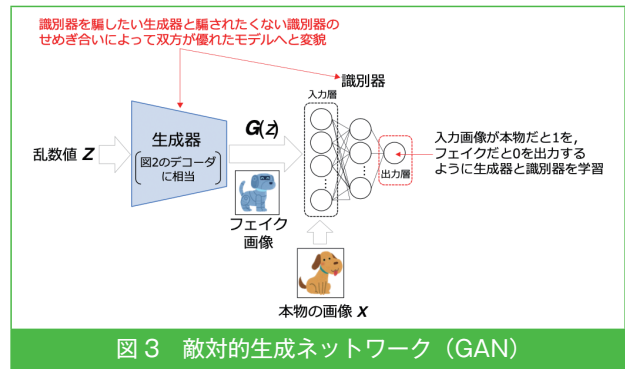 識別器を騙したい生成器と騙されたくない識別器の
せめぎ合いによって双方が優れたモデルへと変貌
識別器
入力層
G(z)
生成器
図2のデコーダ
に相当
乱数値 Z
フェイク
画像
入力画像が本物だと1を，
フェイクだと0を出力する
ように生成器と識別器を学習
出力層
本物の画像 x
図3 敵対的生成ネットワーク（GAN）